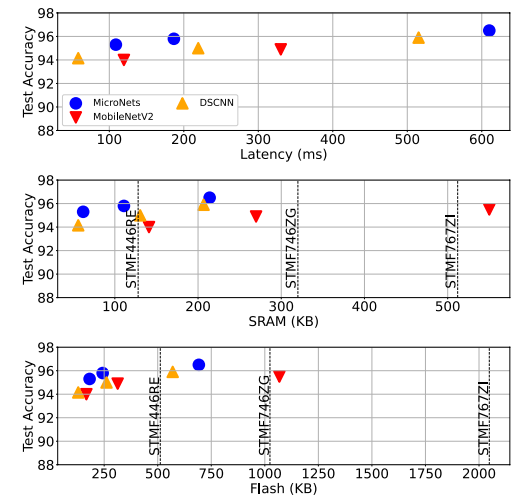 Test Accuracy
98
96
94
92
90
88
MicroNets
MobileNetV2
DSCNN
100 200 300 400 500 600
Latency (ms)
Test Accuracy
98
96
94
92
90
88
STMF446RE
STMF746ZG
STMF767ZI
100 200 300 400 500
SRAM (KB)
Test Accuracy
98
96
94
92
90
88
STMF446RE
STMF746ZG
STMF767ZI
250 500 750 1000 1250 1500 1750 2000
Flash (KB)